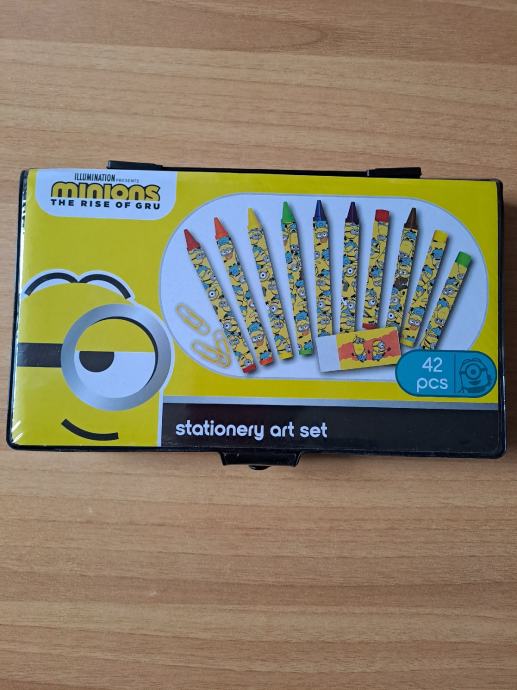 ILLUMINATION PRESENTS
minions
THE RISE OF GRU
42
pcs
stationery art set